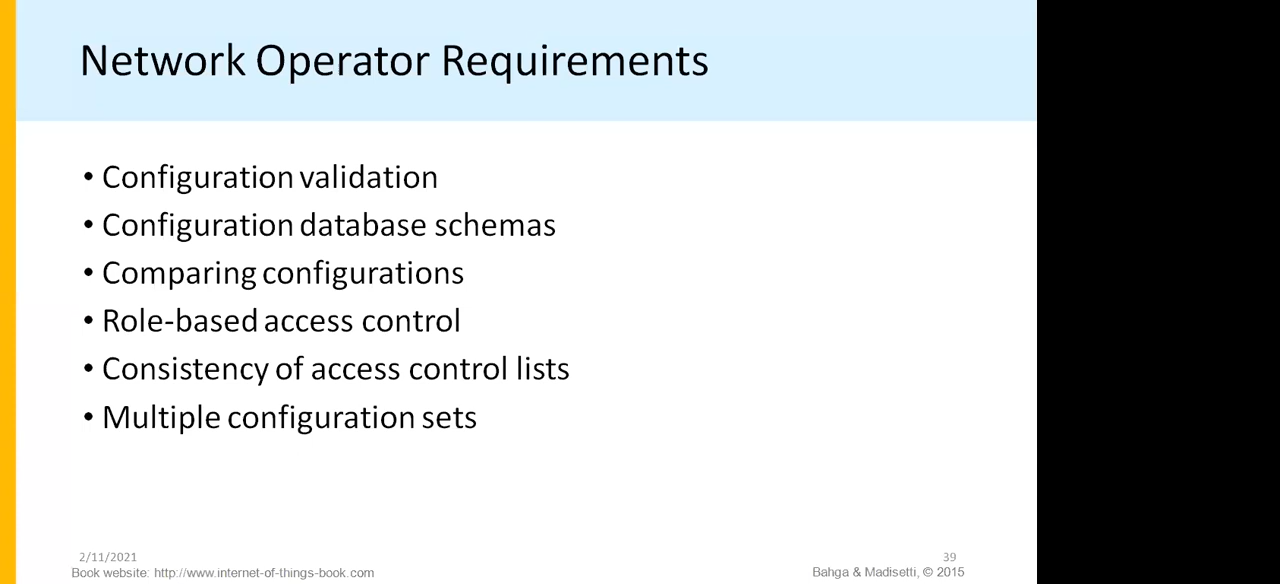 Network Operator Requirements
• Configuration validation
• Configuration database schemas
• Comparing configurations
• Role-based access control
• Consistency of access control lists
• Multiple configuration sets
2/11/2021
39
Book website: http://www.internet-of-things-book.com
Bahga & Madisetti, © 2015